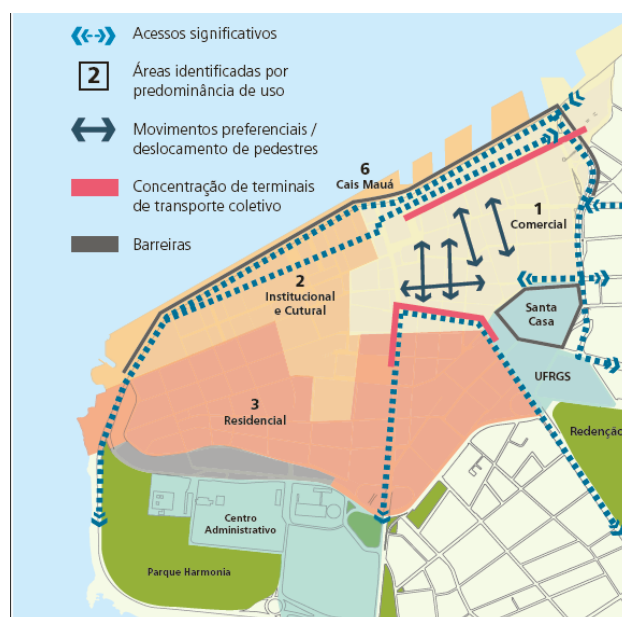 Acessos significativos
2
Áreas identificadas por
predominância de uso
Movimentos preferenciais /
deslocamento de pedestres
Concentração de terminais
de transporte coletivo
Barreiras
6
Cais Mauá
1
Comercial
2
Institucional
e Cutural
Santa
Casa
UFRGS
3
Residencial
Redenção
Centro
Administrativo
Parque Harmonia